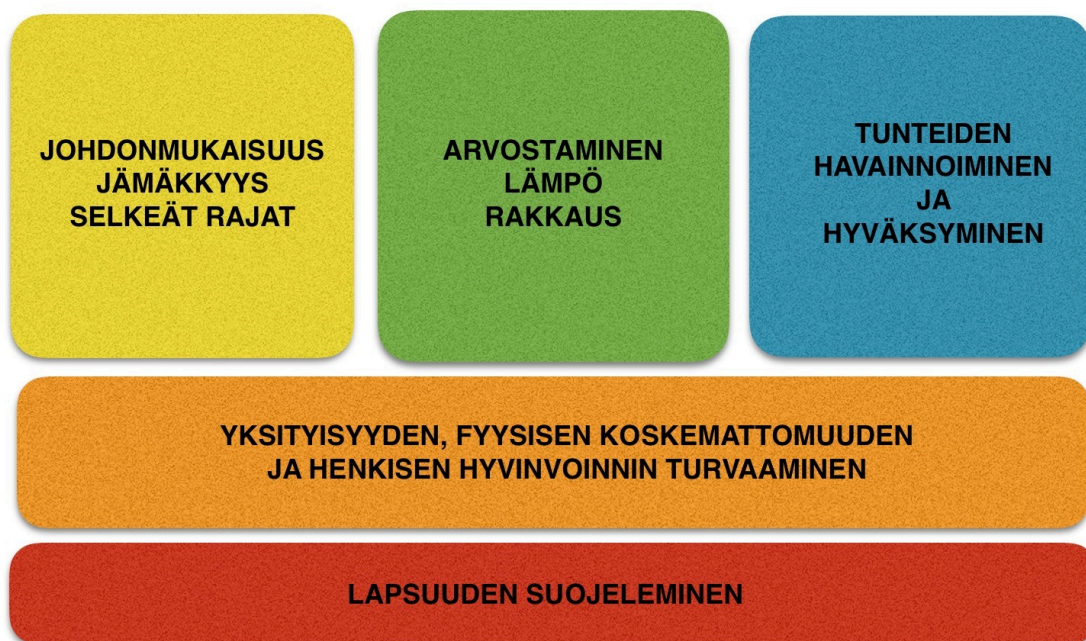 JOHDONMUKAISUUS
JÄMÄKKYYS
SELKEÄT RAJAT
ARVOSTAMINEN
LÄMPÖ
RAKKAUS
TUNTEIDEN
HAVAINNOIMINEN
JA
HYVÄKSYMINEN
YKSITYISYYDEN, FYYSISEN KOSKEMATTOMUUDEN
JA HENKISEN HYVINVOINNIN TURVAAMINEN
LAPSUUDEN SUOJELEMINEN